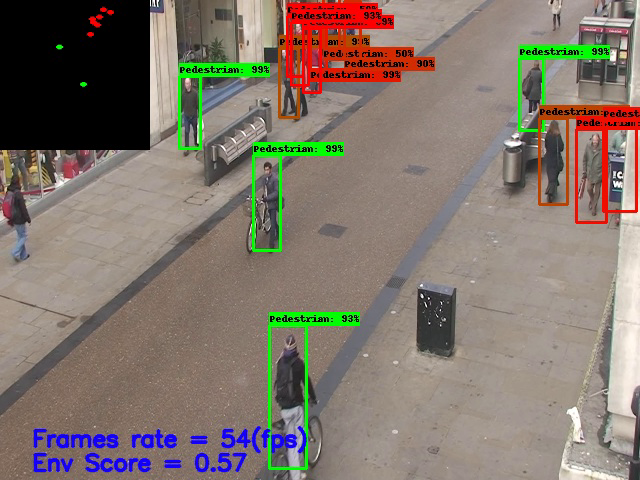 Pedestrian: 93%
Pedestrian: 99%
Pedestrian: 50%
Pedestrian: 90%
Pedestrian: 99%
Pedestrian: 99%
Pedestrian: 99%
Pedestrian:
Pedestrian: 99%
Pedestrian: 93%
Frames rate = 54(fps)
Env Score = 0.57